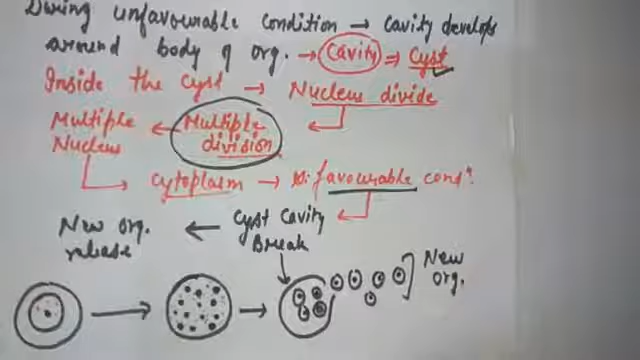 During unfavourable condition → Cavity develops
around body of org. → Cavity ⇒ Cyst
Inside the cyst → Nucleus divide
Multiple Nucleus ← Multiple division
Cytoplasm → favourable condⁿ.
New org. release ← Cyst Cavity Break
New org.